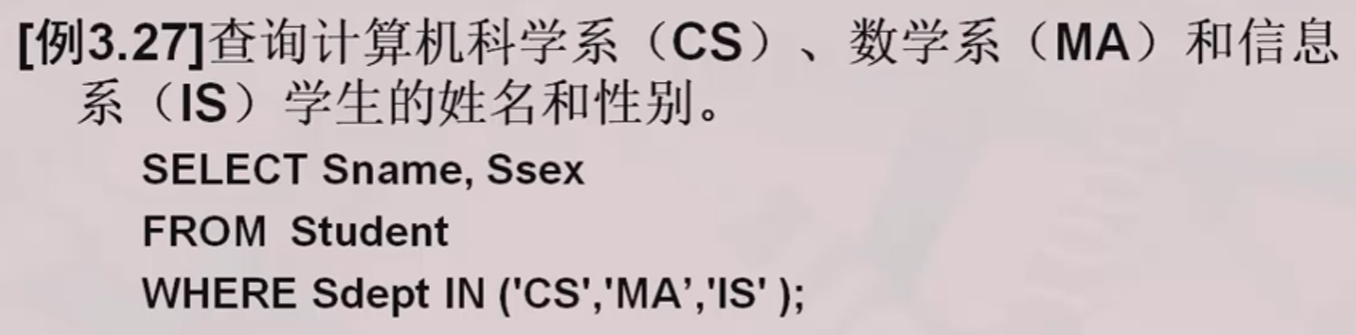 [例3.27]查询计算机科学系（CS）、数学系（MA）和信息
系（IS）学生的姓名和性别。
SELECT Sname, Ssex
FROM  Student
WHERE Sdept IN ('CS','MA’,'IS' );